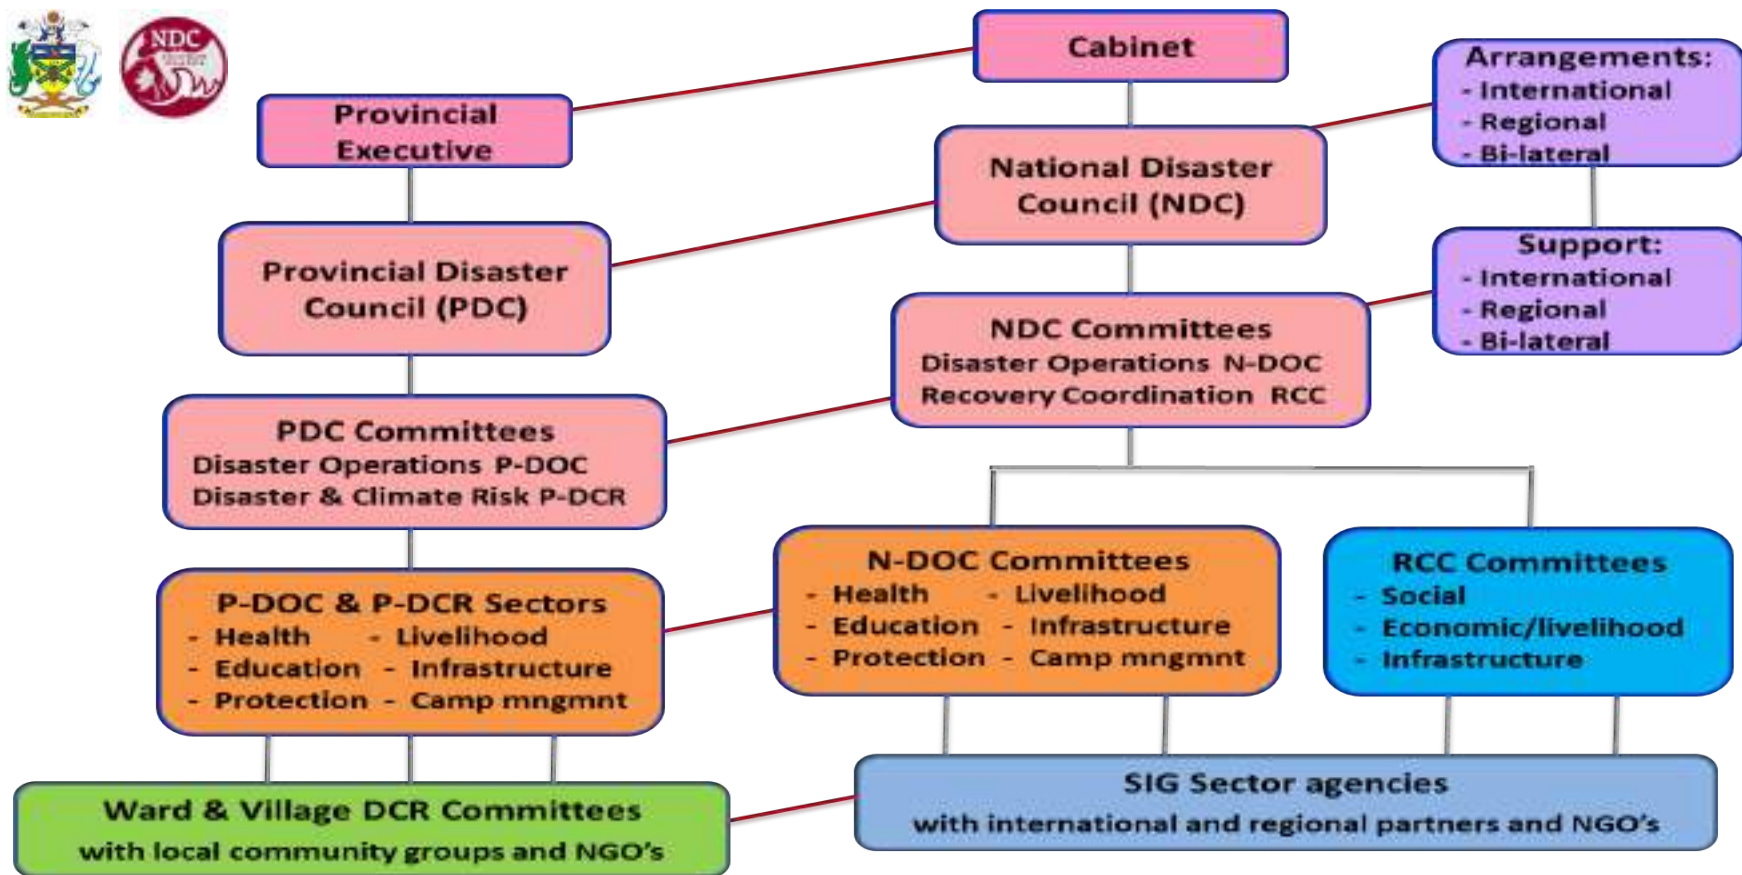 NDC
Cabinet
Provincial
Executive
Arrangements:
- International
- Regional
- Bi-lateral
National Disaster
Council (NDC)
Provincial Disaster
Council (PDC)
Support:
- International
- Regional
- Bi-lateral
NDC Committees
Disaster Operations N-DOC
Recovery Coordination RCC
PDC Committees
Disaster Operations P-DOC
Disaster & Climate Risk P-DCR
N-DOC Committees
- Health - Livelihood
- Education - Infrastructure
- Protection - Camp mngmnt
RCC Committees
- Social
- Economic/livelihood
- Infrastructure
P-DOC & P-DCR Sectors
- Health - Livelihood
- Education - Infrastructure
- Protection - Camp mngmnt
SIG Sector agencies
with international and regional partners and NGO's
Ward & Village DCR Committees
with local community groups and NGO's